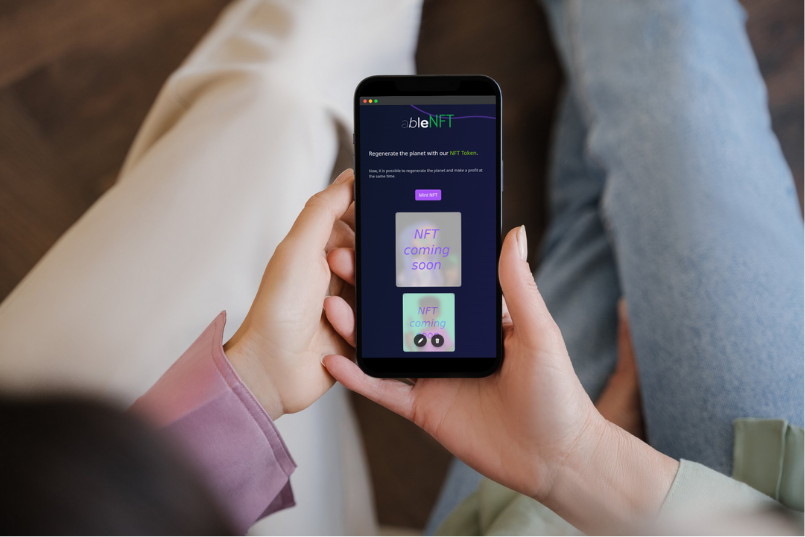 ableNFT
Regenerate the planet with our NFT Token.
Now, it is possible to regenerate the planet and make a profit at
the same time.
Mint NFT
NFT
coming
soon
NFT
coming
soon